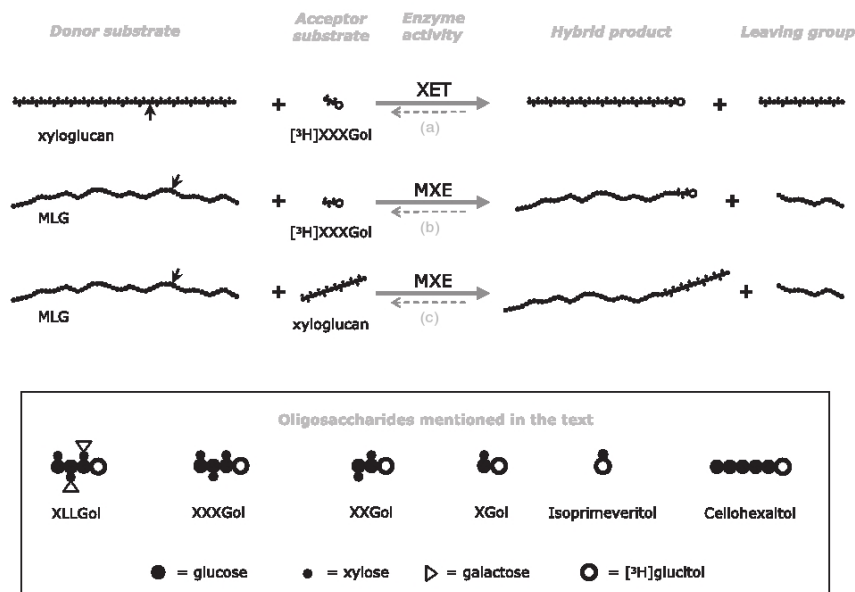 Donor substrate
Acceptor substrate
Enzyme activity
Hybrid product
Leaving group
+
XET
+
(a)
xyloglucan
[³H]XXXGol
+
MXE
+
(b)
MLG
[³H]XXXGol
+
MXE
+
(c)
MLG
xyloglucan
Oligosaccharides mentioned in the text
XLLGol XXXGol XXGol XGol Isoprimeveritol Cellohexaitol
= glucose = xylose = galactose = [³H]glucitol